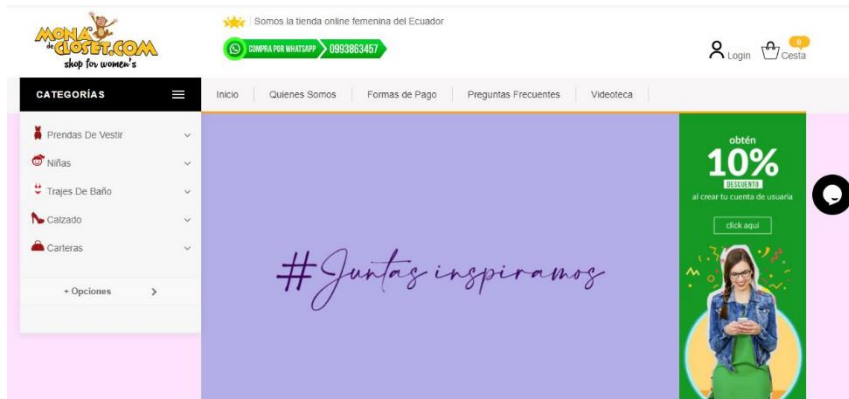 MONA
de CLOSET.COM
shop for women's
Somos la tienda online femenina del Ecuador
COMPRA POR WHATSAPP 0993863457
Login
0
Cesta
CATEGORÍAS
Inicio
Quienes Somos
Formas de Pago
Preguntas Frecuentes
Videoteca
Prendas De Vestir
Niñas
Trajes De Baño
Calzado
Carteras
+ Opciones
#Juntas inspiramos
obtén
10%
DESCUENTO
al crear tu cuenta de usuaria
click aquí